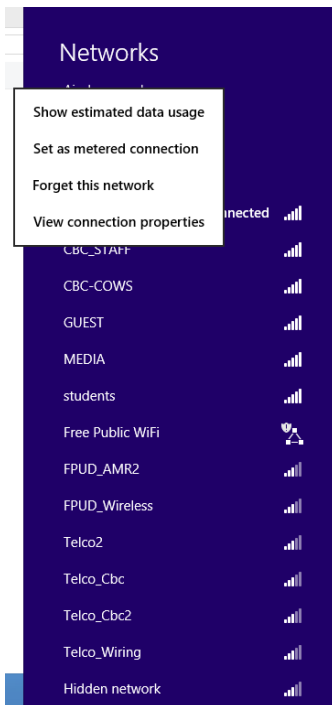 Networks
Show estimated data usage
Set as metered connection
Forget this network
View connection properties
CBC_STAFF
CBC-COWS
GUEST
MEDIA
students
Free Public WiFi
FPUD_AMR2
FPUD_Wireless
Telco2
Telco_Cbc
Telco_Cbc2
Telco_Wiring
Hidden network